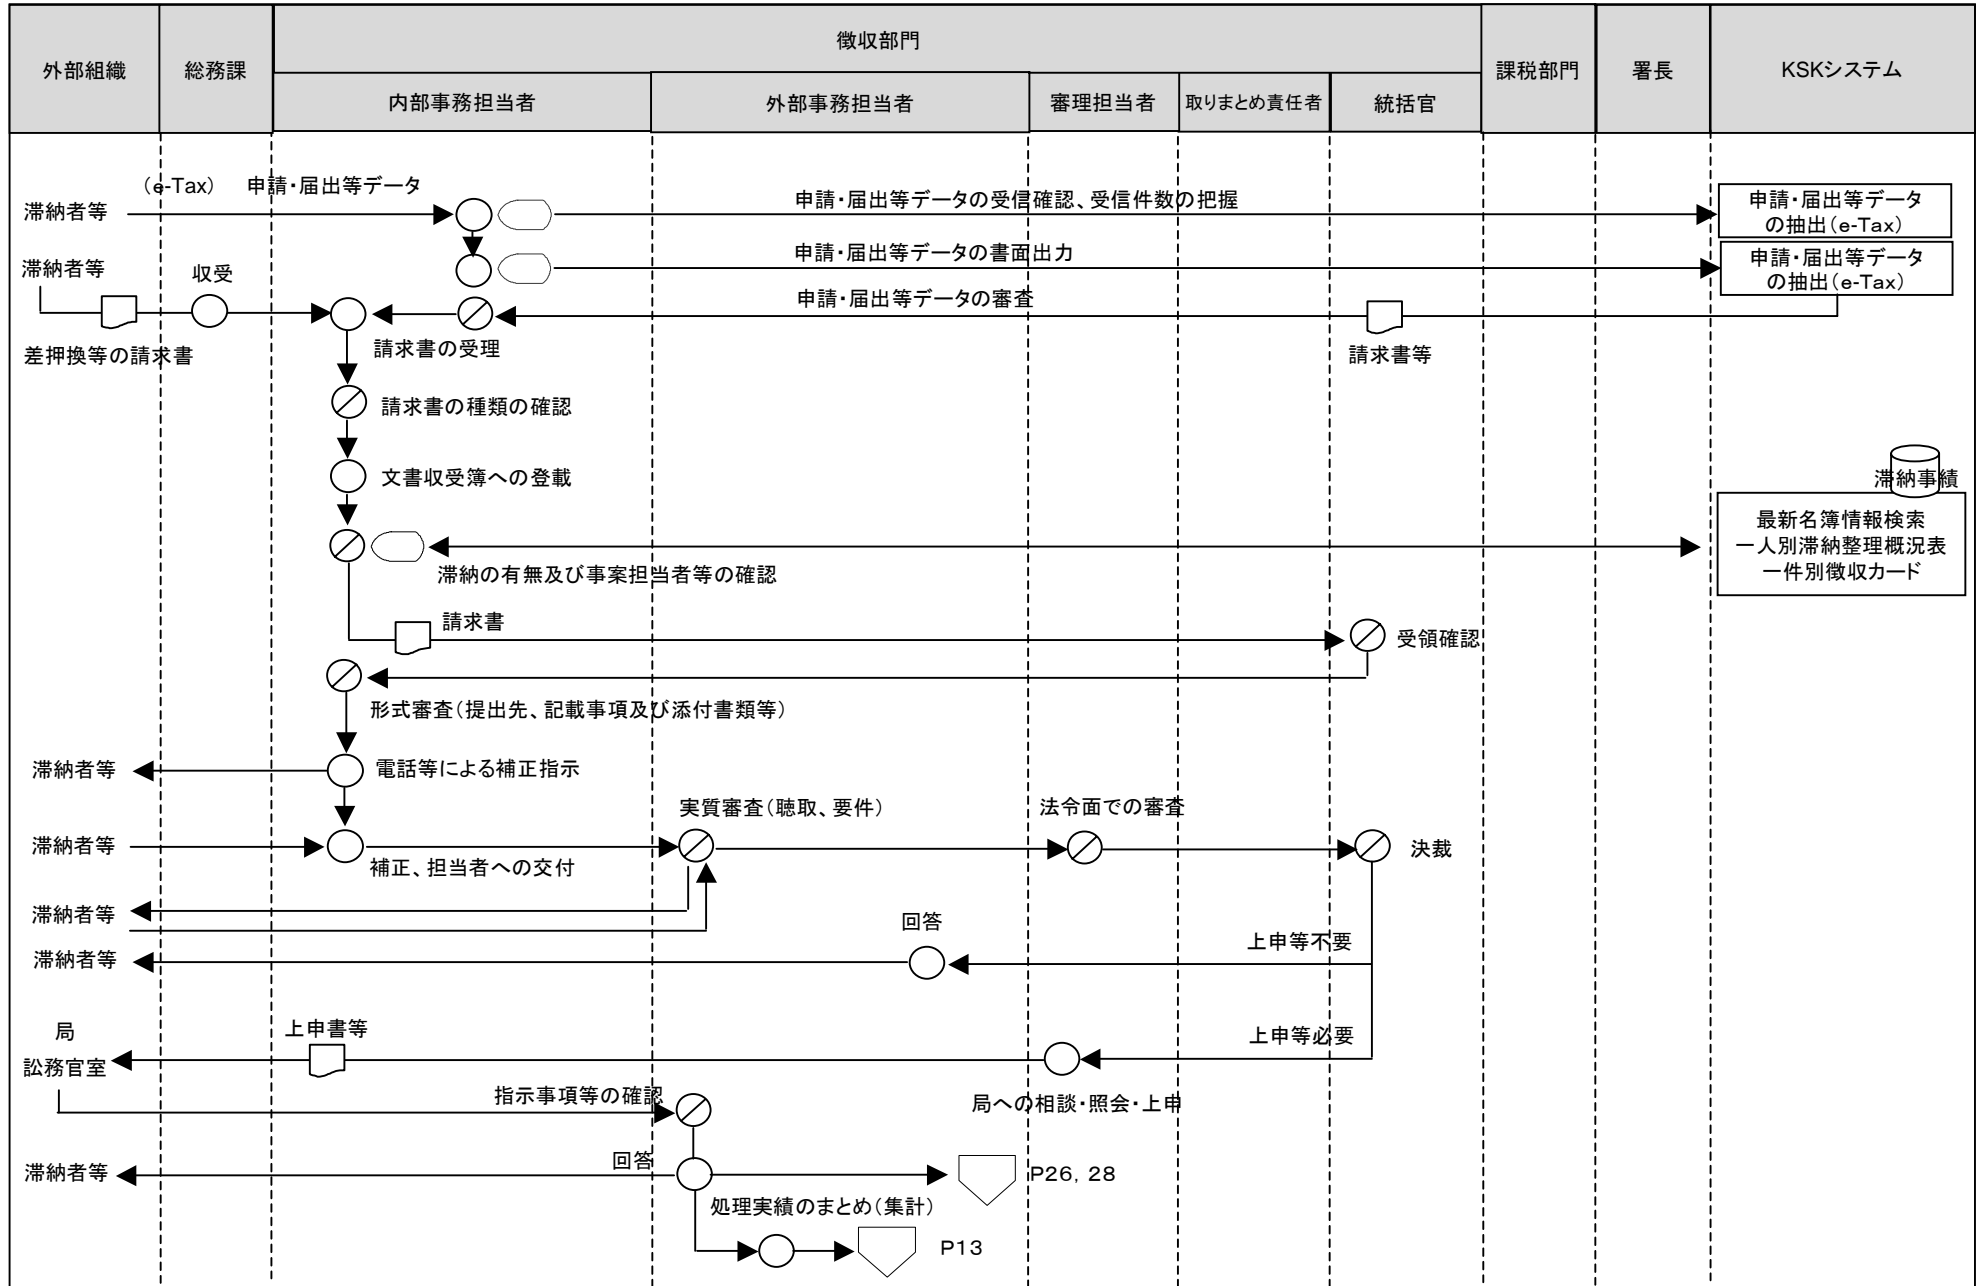 外部組織
総務課
徴収部門
課税部門
署長
KSKシステム
内部事務担当者
外部事務担当者
審理担当者
取りまとめ責任者
統括官
(e-Tax)
申請・届出等データ
滞納者等
申請・届出等データの受信確認、受信件数の把握
申請・届出等データ
の抽出(e-Tax)
滞納者等
収受
申請・届出等データの書面出力
申請・届出等データ
の抽出(e-Tax)
申請・届出等データの審査
差押換等の請求書
請求書の受理
請求書等
請求書の種類の確認
文書収受簿への登載
滞納事績
最新名簿情報検索
一人別滞納整理概況表
一件別徴収カード
滞納の有無及び事案担当者等の確認
請求書
受領確認
形式審査(提出先、記載事項及び添付書類等)
滞納者等
電話等による補正指示
実質審査(聴取、要件)
法令面での審査
滞納者等
決裁
補正、担当者への交付
滞納者等
回答
上申等不要
滞納者等
局
訟務官室
上申書等
上申等必要
指示事項等の確認
局への相談・照会・上申
滞納者等
回答
P26, 28
処理実績のまとめ(集計)
P13